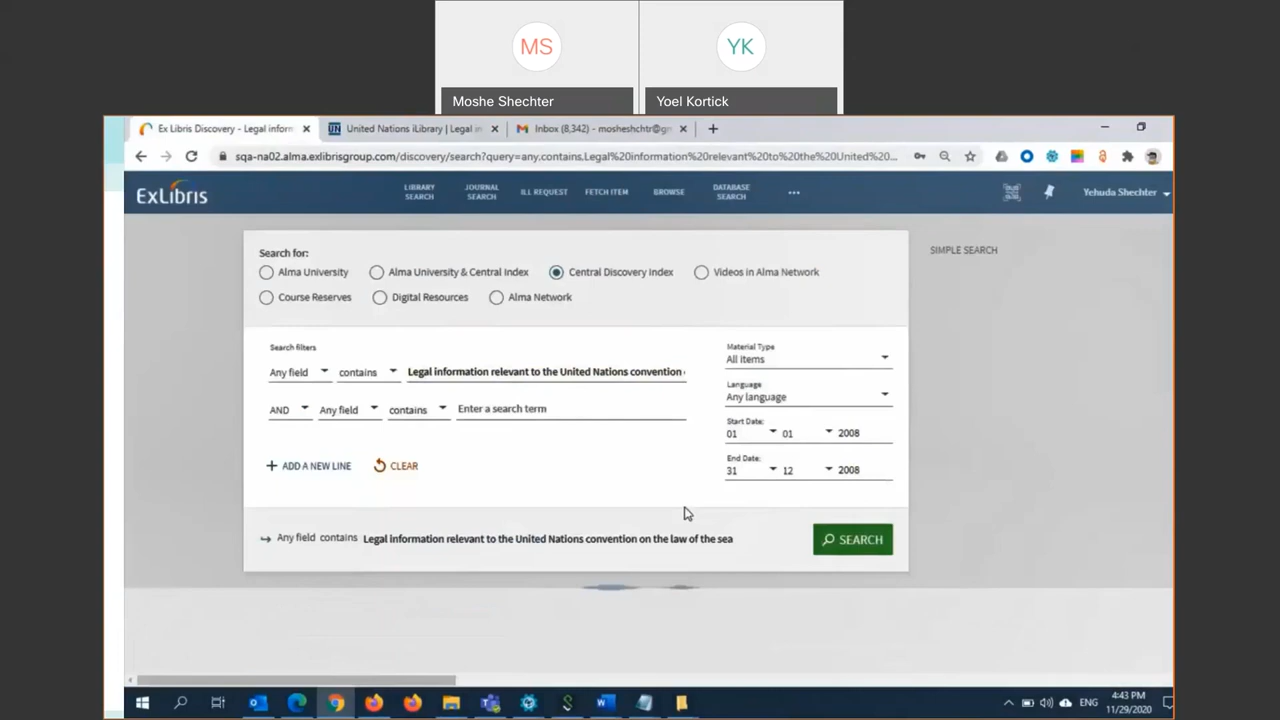 MS
YK
Moshe Shechter
Yoel Kortick
Ex Libris Discovery - Legal inforn
United Nations iLibrary | Legal in
Inbox (8,342) - mosheshchtr@gm
sqa-na02.alma.exlibrisgroup.com/discovery/search?query=any,contains,Legal%20information%20relevant%20to%20the%20United%20...
ExLibris
LIBRARY SEARCH
JOURNAL SEARCH
ILL REQUEST
FETCH ITEM
BROWSE
DATABASE SEARCH
Yehuda Shechter
Search for:
SIMPLE SEARCH
Alma University
Alma University & Central Index
Central Discovery Index
Videos in Alma Network
Course Reserves
Digital Resources
Alma Network
Search filters
Any field contains Legal information relevant to the United Nations convention
AND Any field contains Enter a search term
ADD A NEW LINE
CLEAR
Material Type
All items
Language
Any language
Start Date:
01 01 2008
End Date:
31 12 2008
Any field contains Legal information relevant to the United Nations convention on the law of the sea
SEARCH
ENG
4:43 PM
11/29/2020